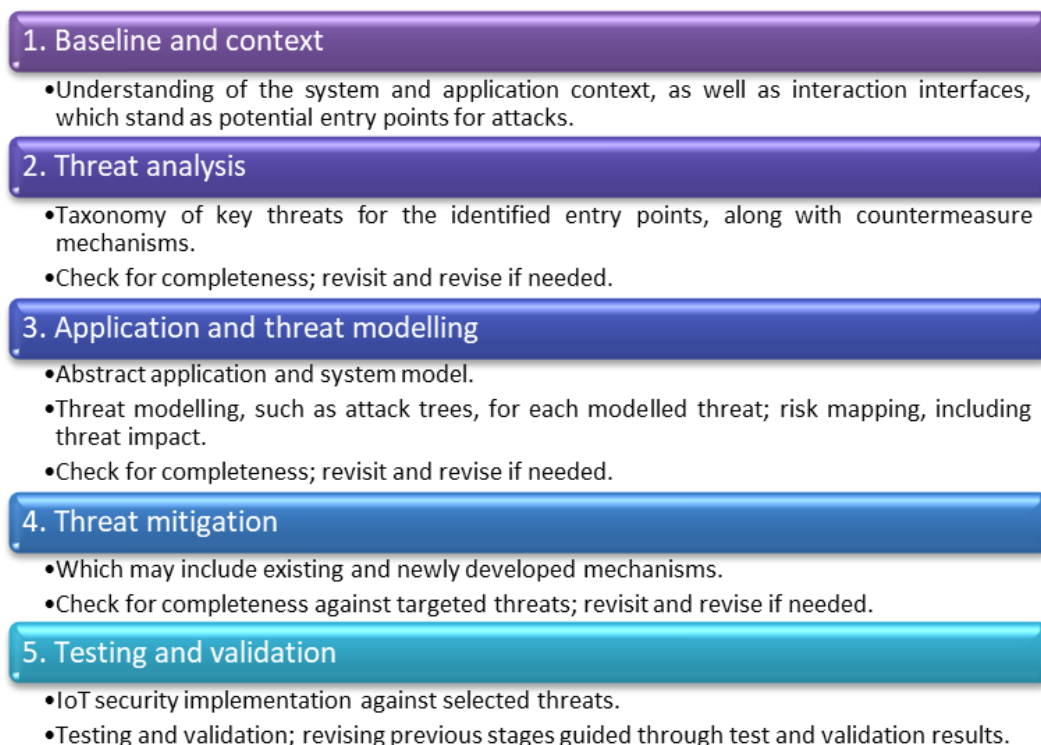 1. Baseline and context
•Understanding of the system and application context, as well as interaction interfaces,
which stand as potential entry points for attacks.
2. Threat analysis
•Taxonomy of key threats for the identified entry points, along with countermeasure
mechanisms.
•Check for completeness; revisit and revise if needed.
3. Application and threat modelling
•Abstract application and system model.
•Threat modelling, such as attack trees, for each modelled threat; risk mapping, including
threat impact.
•Check for completeness; revisit and revise if needed.
4. Threat mitigation
•Which may include existing and newly developed mechanisms.
•Check for completeness against targeted threats; revisit and revise if needed.
5. Testing and validation
•IoT security implementation against selected threats.
•Testing and validation; revising previous stages guided through test and validation results.